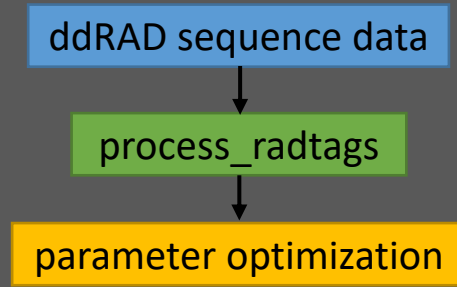 ddRAD sequence data
process_radtags
parameter optimization